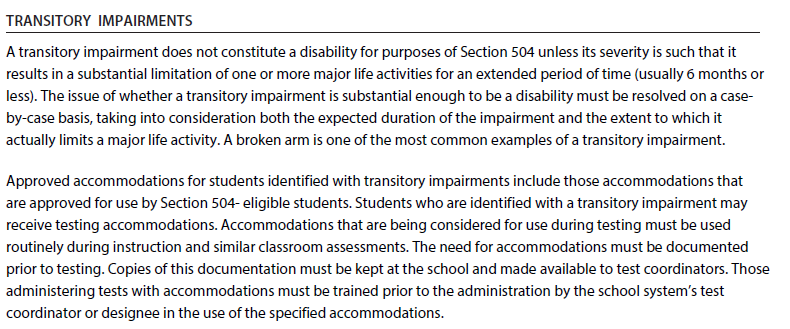 TRANSITORY IMPAIRMENTS
A transitory impairment does not constitute a disability for purposes of Section 504 unless its severity is such that it
results in a substantial limitation of one or more major life activities for an extended period of time (usually 6 months or
less). The issue of whether a transitory impairment is substantial enough to be a disability must be resolved on a case-
by-case basis, taking into consideration both the expected duration of the impairment and the extent to which it
actually limits a major life activity. A broken arm is one of the most common examples of a transitory impairment.
Approved accommodations for students identified with transitory impairments include those accommodations that
are approved for use by Section 504- eligible students. Students who are identified with a transitory impairment may
receive testing accommodations. Accommodations that are being considered for use during testing must be used
routinely during instruction and similar classroom assessments. The need for accommodations must be documented
prior to testing. Copies of this documentation must be kept at the school and made available to test coordinators. Those
administering tests with accommodations must be trained prior to the administration by the school system's test
coordinator or designee in the use of the specified accommodations.